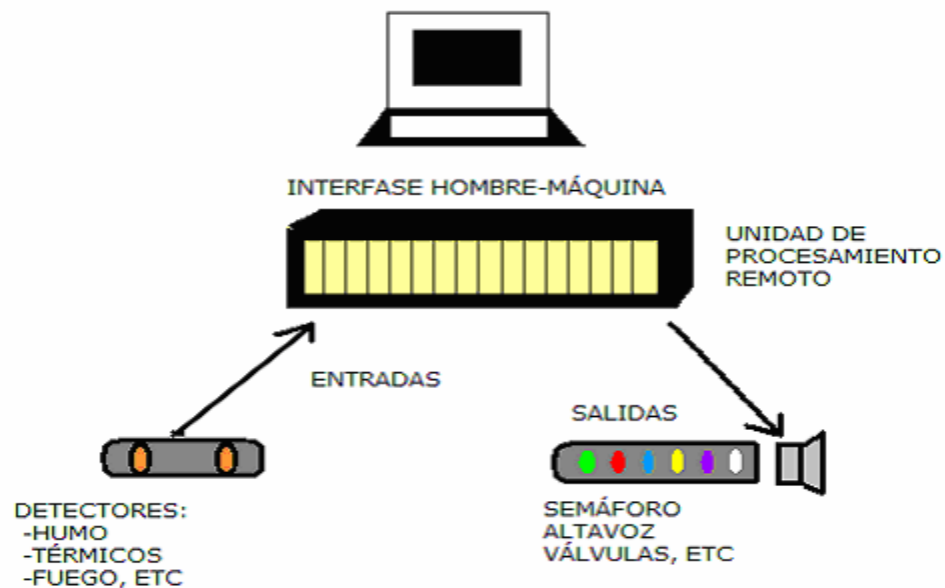 INTERFASE HOMBRE-MÁQUINA
UNIDAD DE
PROCESAMIENTO
REMOTO
ENTRADAS
SALIDAS
DETECTORES:
-HUMO
-TÉRMICOS
-FUEGO, ETC
SEMÁFORO
ALTAVOZ
VÁLVULAS, ETC